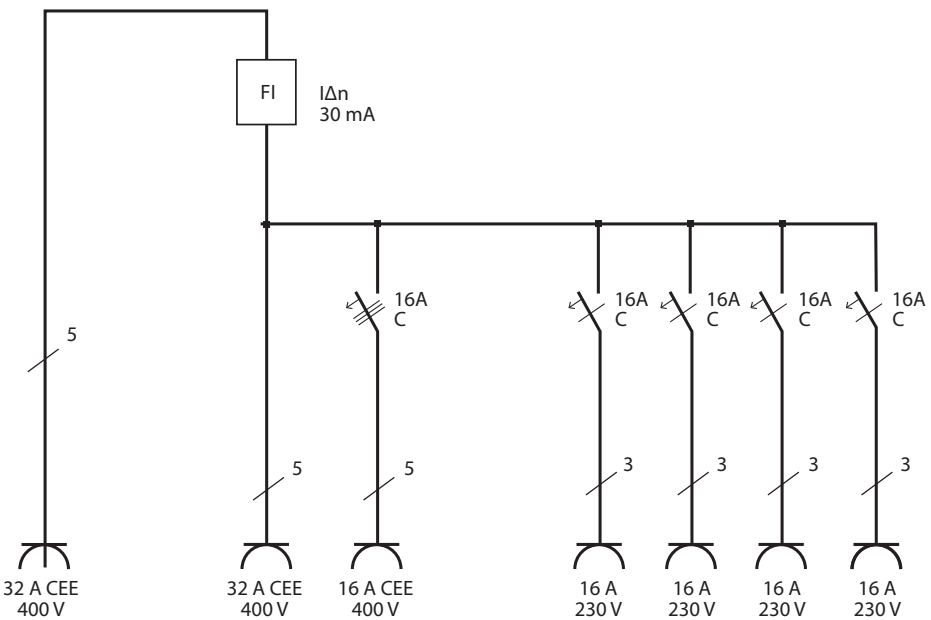 FI
IΔn
30 mA
16A
C
16A
C
16A
C
16A
C
16A
C
5
5
5
3
3
3
3
32 A CEE
400 V
32 A CEE
400 V
16 A CEE
400 V
16 A
230 V
16 A
230 V
16 A
230 V
16 A
230 V